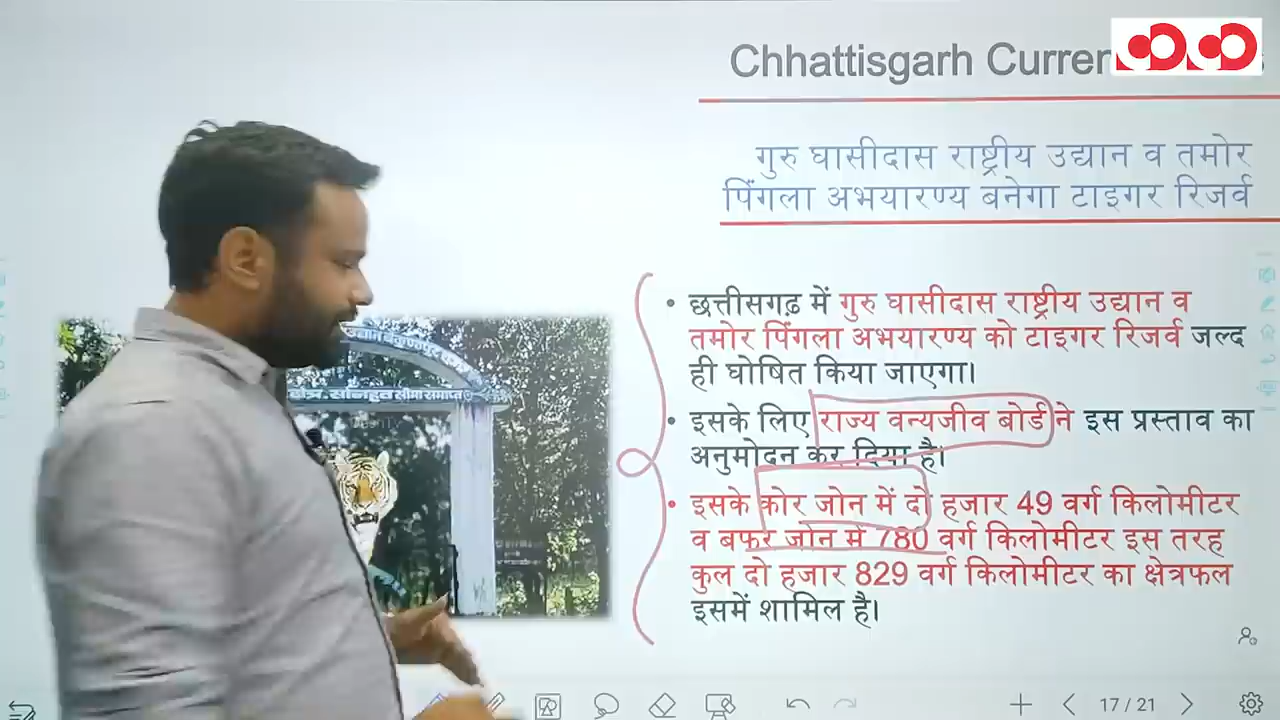 Chhattisgarh Curren
गुरु घासीदास राष्ट्रीय उद्यान व तमोर
पिंगला अभयारण्य बनेगा टाइगर रिजर्व
• छत्तीसगढ़ में गुरु घासीदास राष्ट्रीय उद्यान व
तमोर पिंगला अभयारण्य को टाइगर रिजर्व जल्द
ही घोषित किया जाएगा।
• इसके लिए राज्य वन्यजीव बोर्ड ने इस प्रस्ताव का
अनुमोदन कर दिया है।
• इसके कोर जोन में दो हजार 49 वर्ग किलोमीटर
व बफर जोन में 780 वर्ग किलोमीटर इस तरह
कुल दो हजार 829 वर्ग किलोमीटर का क्षेत्रफल
इसमें शामिल है।
सोनहत सीमा समाप्त
17 / 21